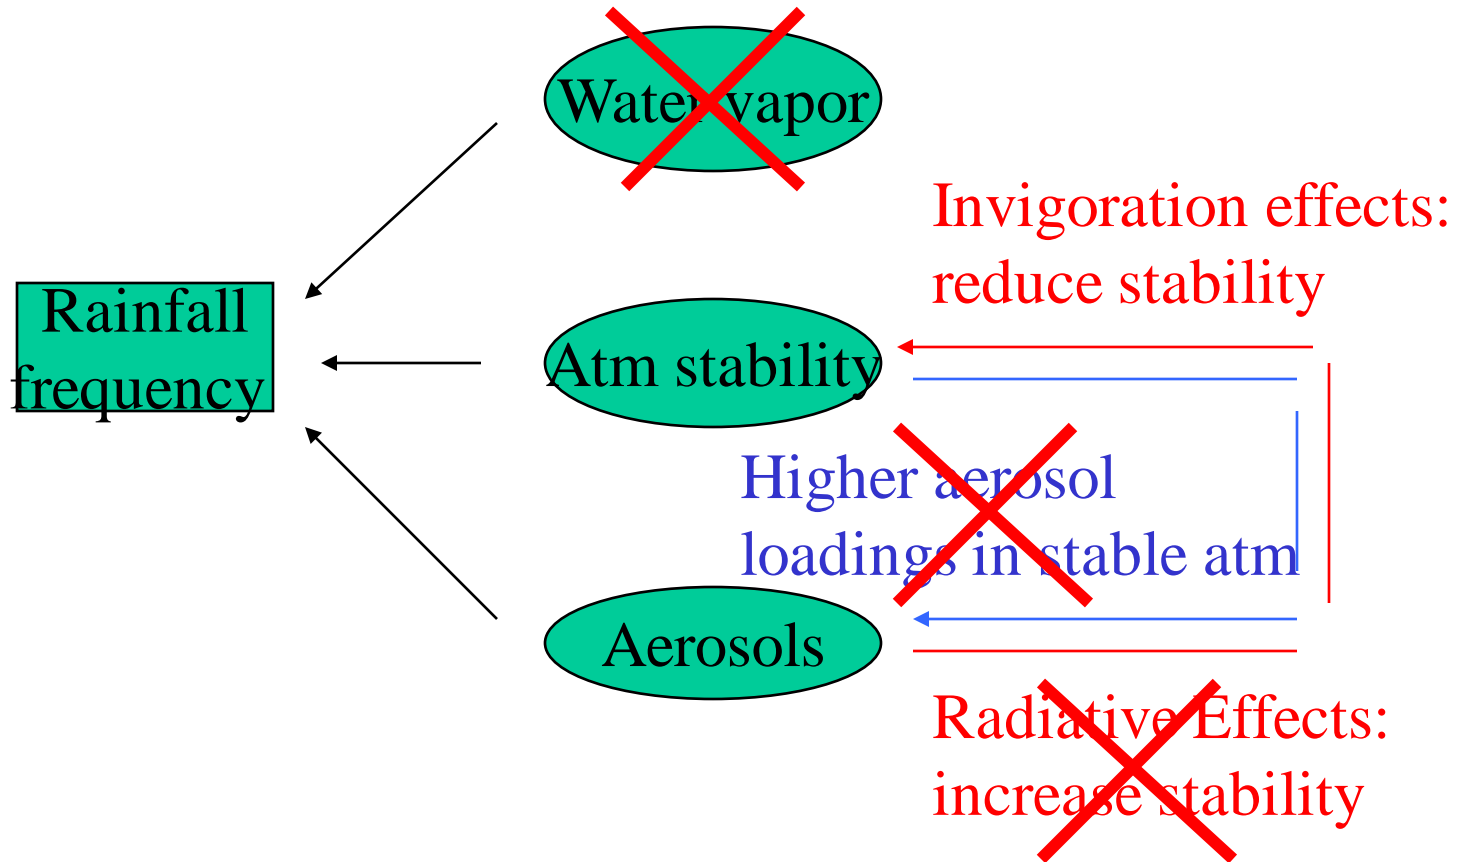 Water vapor
Invigoration effects:
reduce stability
Rainfall
frequency
Atm stability
Higher aerosol
loadings in stable atm
Aerosols
Radiative Effects:
increase stability